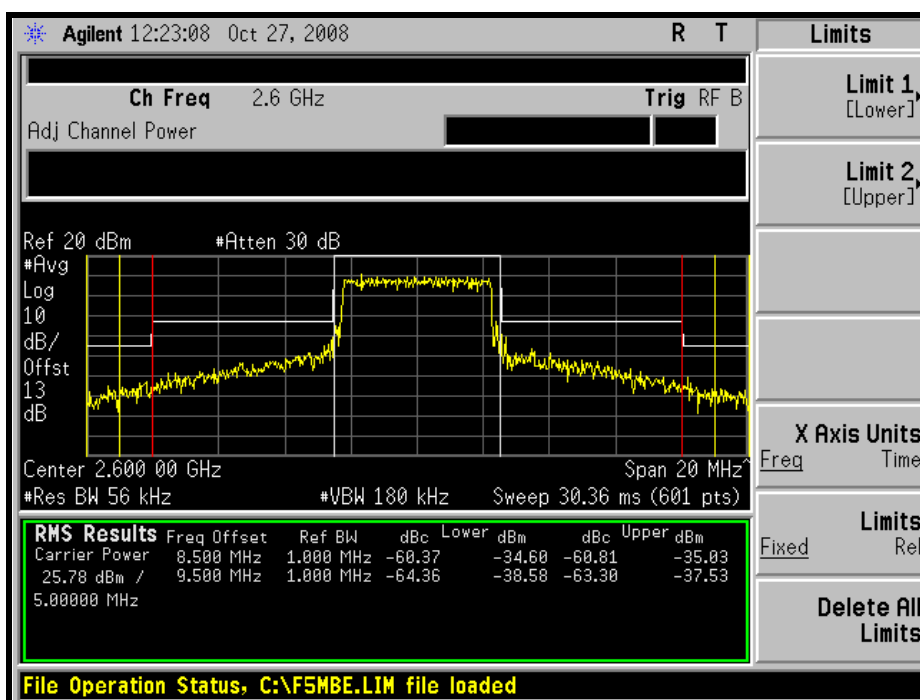 Agilent 12:23:08 Oct 27, 2008 R T
Ch Freq 2.6 GHz Trig RF B
Adj Channel Power
Ref 20 dBm #Atten 30 dB
#Avg
Log
10
dB/
Offst
13
dB
Center 2.600 00 GHz Span 20 MHz^
#Res BW 56 kHz #VBW 180 kHz Sweep 30.36 ms (601 pts)
RMS Results Freq Offset Ref BW dBc Lower dBm dBc Upper dBm
Carrier Power 8.500 MHz 1.000 MHz -60.37 -34.60 -60.81 -35.03
25.78 dBm / 9.500 MHz 1.000 MHz -64.36 -38.58 -63.30 -37.53
5.00000 MHz
File Operation Status, C:\F5MBE.LIM file loaded
Limits
Limit 1
[Lower]
Limit 2
[Upper]
X Axis Units
Freq Time
Limits
Fixed Rel
Delete All
Limits